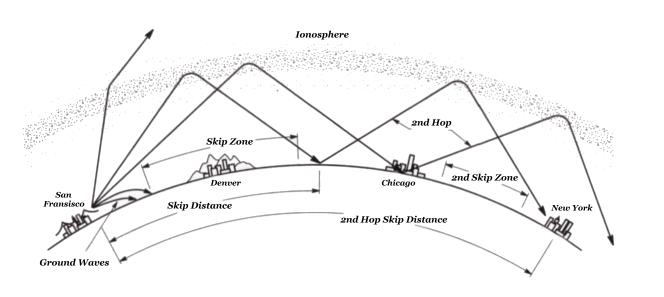 Ionosphere
2nd Hop
Skip Zone
Denver
Chicago
2nd Skip Zone
San
Fransisco
Skip Distance
2nd Hop Skip Distance
New York
Ground Waves